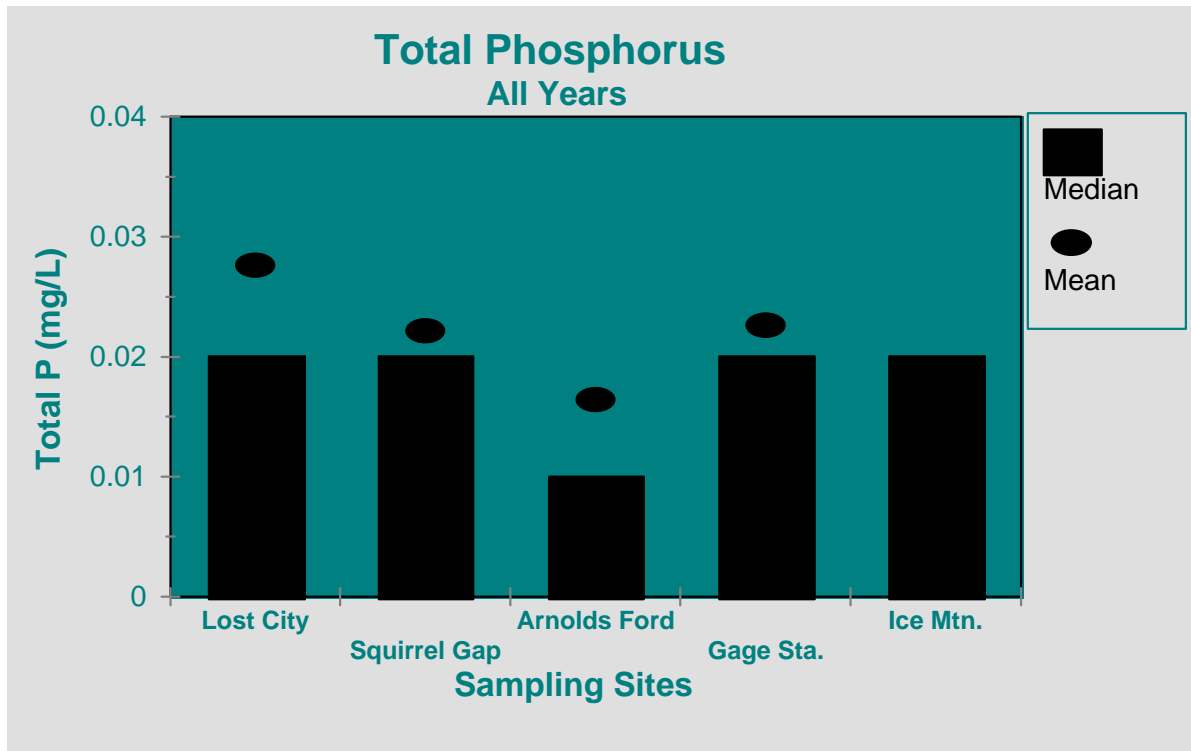 Total Phosphorus
All Years
Total P (mg/L)
0.04
0.03
0.02
0.01
0
Lost City
Squirrel Gap
Arnolds Ford
Gage Sta.
Ice Mtn.
Sampling Sites
Median
Mean